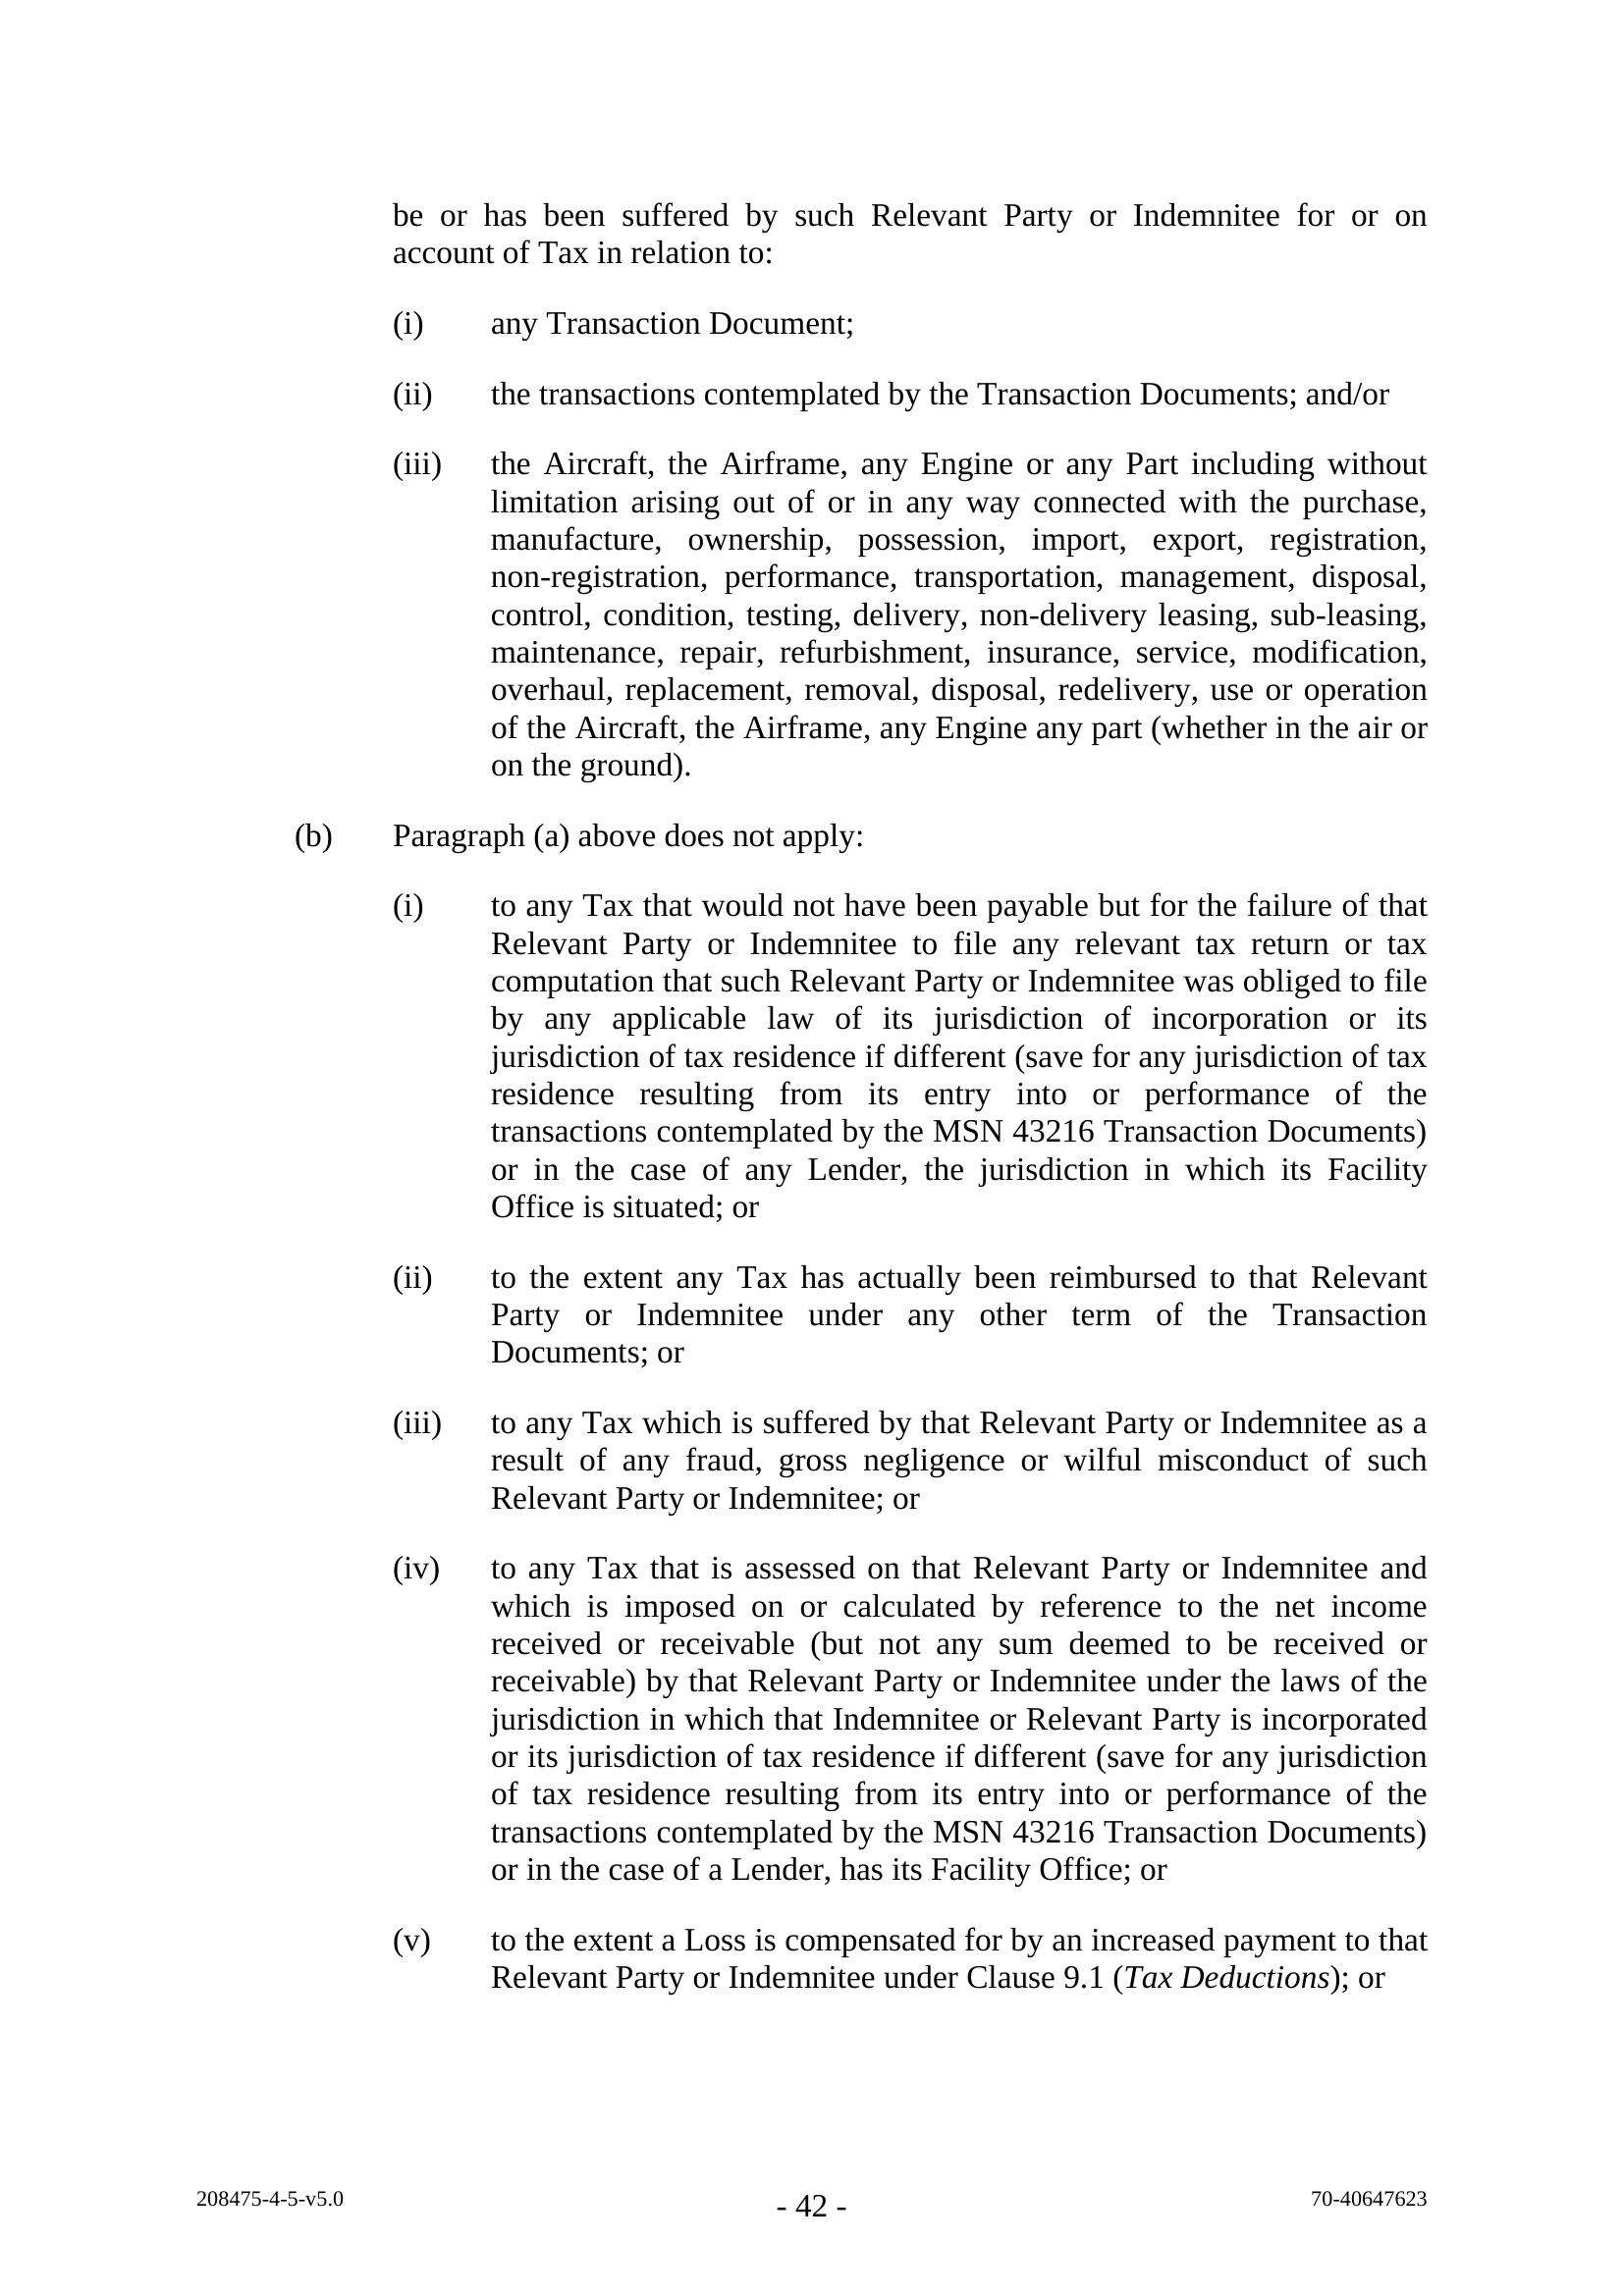 be or has been suffered by such Relevant Party or Indemnitee for or on
account of Tax in relation to:
(i) any Transaction Document;
(ii) the transactions contemplated by the Transaction Documents; and/or
(iii) the Aircraft, the Airframe, any Engine or any Part including without
limitation arising out of or in any way connected with the purchase,
manufacture, ownership, possession, import, export, registration,
non-registration, performance, transportation, management, disposal,
control, condition, testing, delivery, non-delivery leasing, sub-leasing,
maintenance, repair, refurbishment, insurance, service, modification,
overhaul, replacement, removal, disposal, redelivery, use or operation
of the Aircraft, the Airframe, any Engine any part (whether in the air or
on the ground).
(b) Paragraph (a) above does not apply:
(i) to any Tax that would not have been payable but for the failure of that
Relevant Party or Indemnitee to file any relevant tax return or tax
computation that such Relevant Party or Indemnitee was obliged to file
by any applicable law of its jurisdiction of incorporation or its
jurisdiction of tax residence if different (save for any jurisdiction of tax
residence resulting from its entry into or performance of the
transactions contemplated by the MSN 43216 Transaction Documents)
or in the case of any Lender, the jurisdiction in which its Facility
Office is situated; or
(ii) to the extent any Tax has actually been reimbursed to that Relevant
Party or Indemnitee under any other term of the Transaction
Documents; or
(iii) to any Tax which is suffered by that Relevant Party or Indemnitee as a
result of any fraud, gross negligence or wilful misconduct of such
Relevant Party or Indemnitee; or
(iv) to any Tax that is assessed on that Relevant Party or Indemnitee and
which is imposed on or calculated by reference to the net income
received or receivable (but not any sum deemed to be received or
receivable) by that Relevant Party or Indemnitee under the laws of the
jurisdiction in which that Indemnitee or Relevant Party is incorporated
or its jurisdiction of tax residence if different (save for any jurisdiction
of tax residence resulting from its entry into or performance of the
transactions contemplated by the MSN 43216 Transaction Documents)
or in the case of a Lender, has its Facility Office; or
(v) to the extent a Loss is compensated for by an increased payment to that
Relevant Party or Indemnitee under Clause 9.1 (Tax Deductions); or
208475-4-5-v5.0 - 42 - 70-40647623